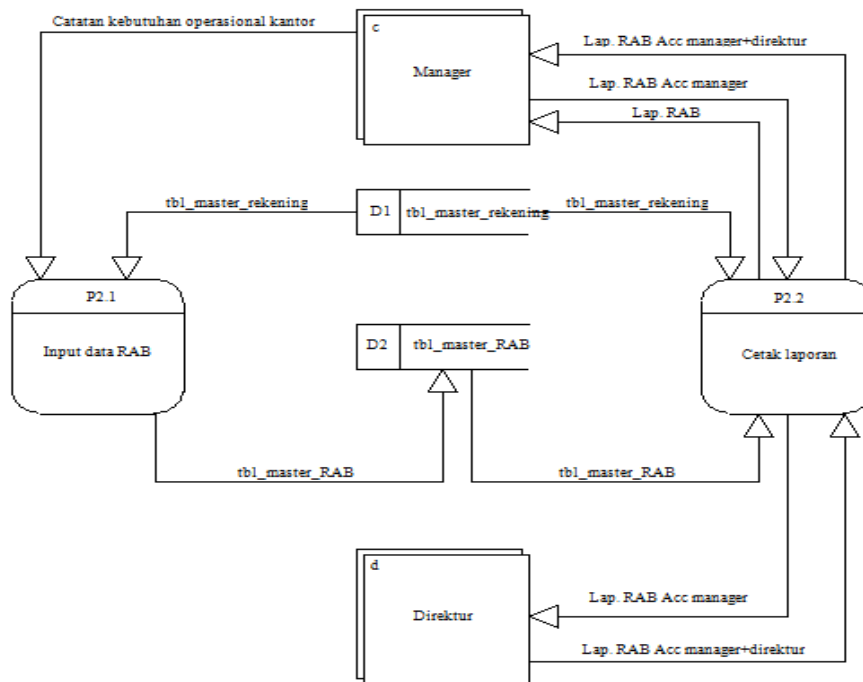 Catatan kebutuhan operasional kantor
c
Manager
Lap. RAB Acc manager+direktur
Lap. RAB Acc manager
Lap. RAB
tbl_master_rekening
D1
tbl_master_rekening
tbl_master_rekening
P2.1
Input data RAB
D2
tbl_master_RAB
P2.2
Cetak laporan
tbl_master_RAB
tbl_master_RAB
d
Direktur
Lap. RAB Acc manager
Lap. RAB Acc manager+direktur